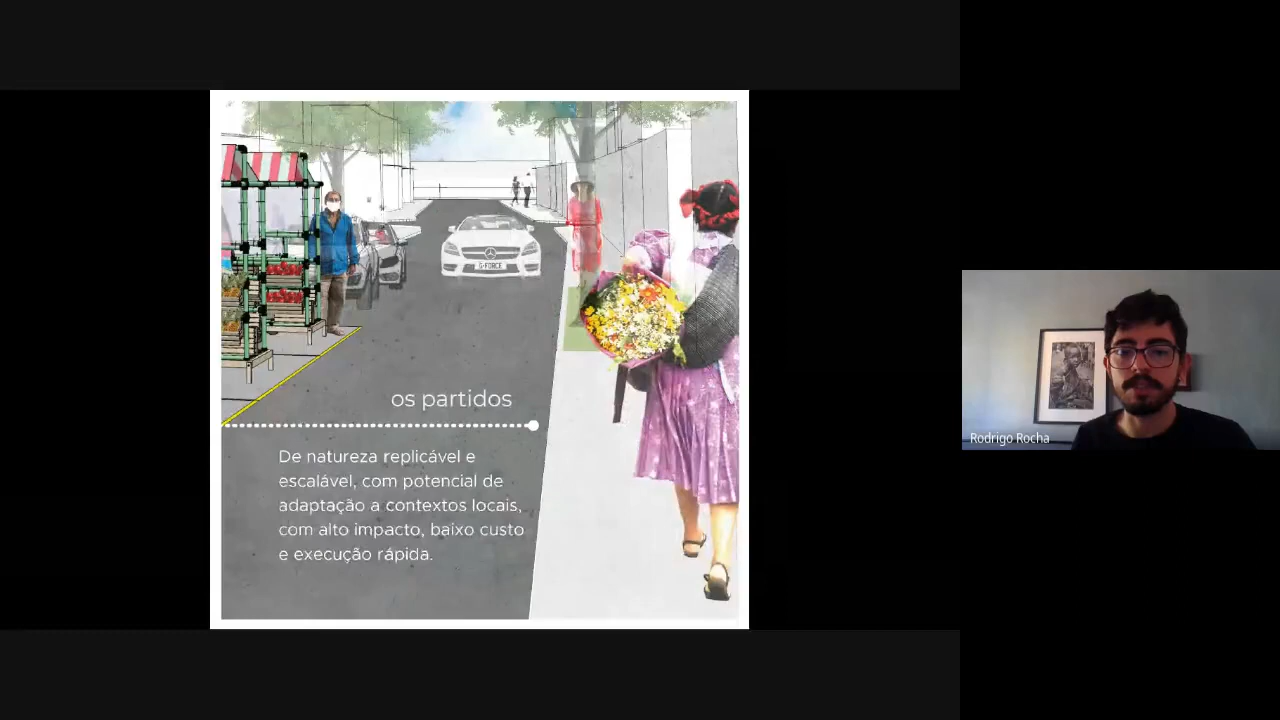 G-FORCE
os partidos
De natureza replicável e
escalável, com potencial de
adaptação a contextos locais,
com alto impacto, baixo custo
e execução rápida.
Rodrigo Rocha